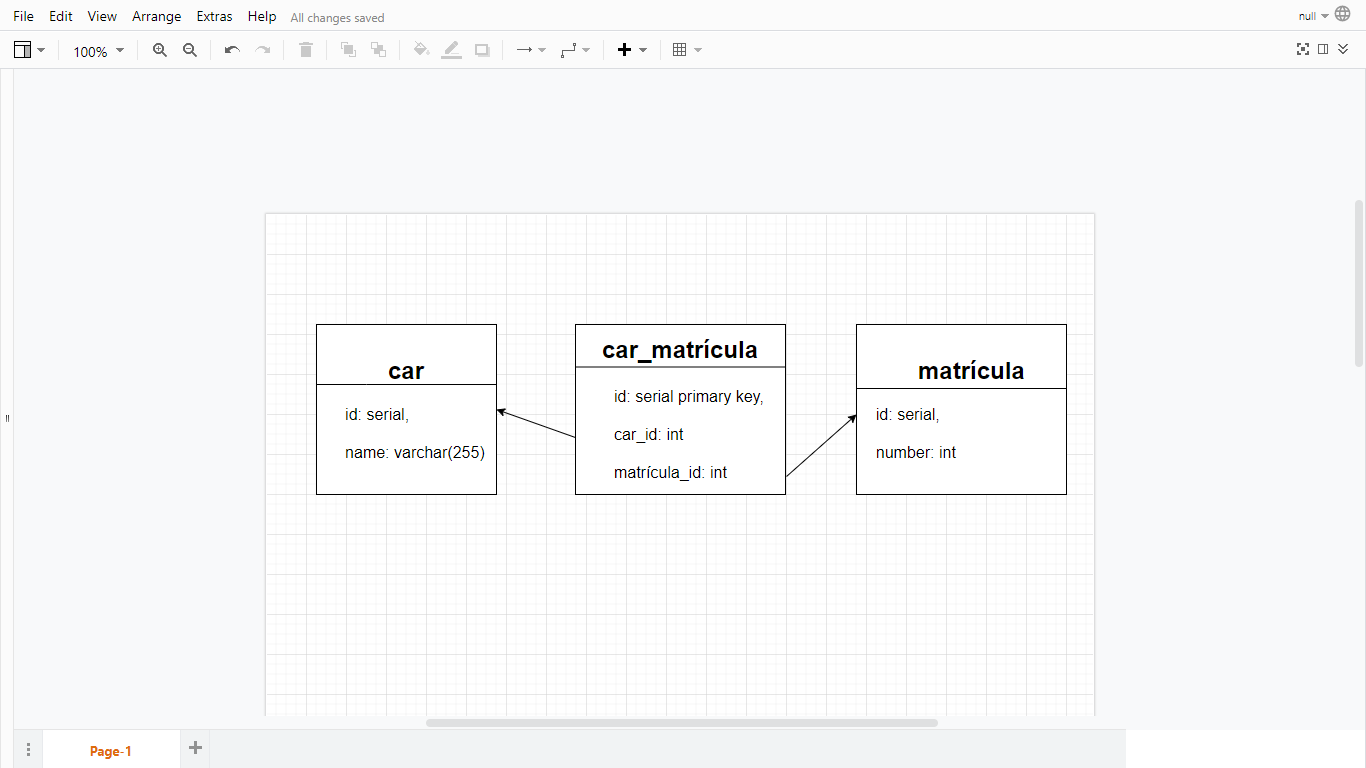 File Edit View Arrange Extras Help All changes saved
null
100%
car
id: serial,
name: varchar(255)
car_matrícula
id: serial primary key,
car_id: int
matrícula_id: int
matrícula
id: serial,
number: int
Page-1